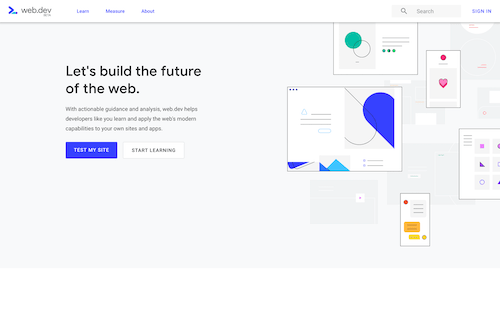 web.dev
Learn
Measure
About
Search
SIGN IN
Let's build the future
of the web.
With actionable guidance and analysis, web.dev helps
developers like you learn and apply the web's modern
capabilities to your own sites and apps.
TEST MY SITE
START LEARNING